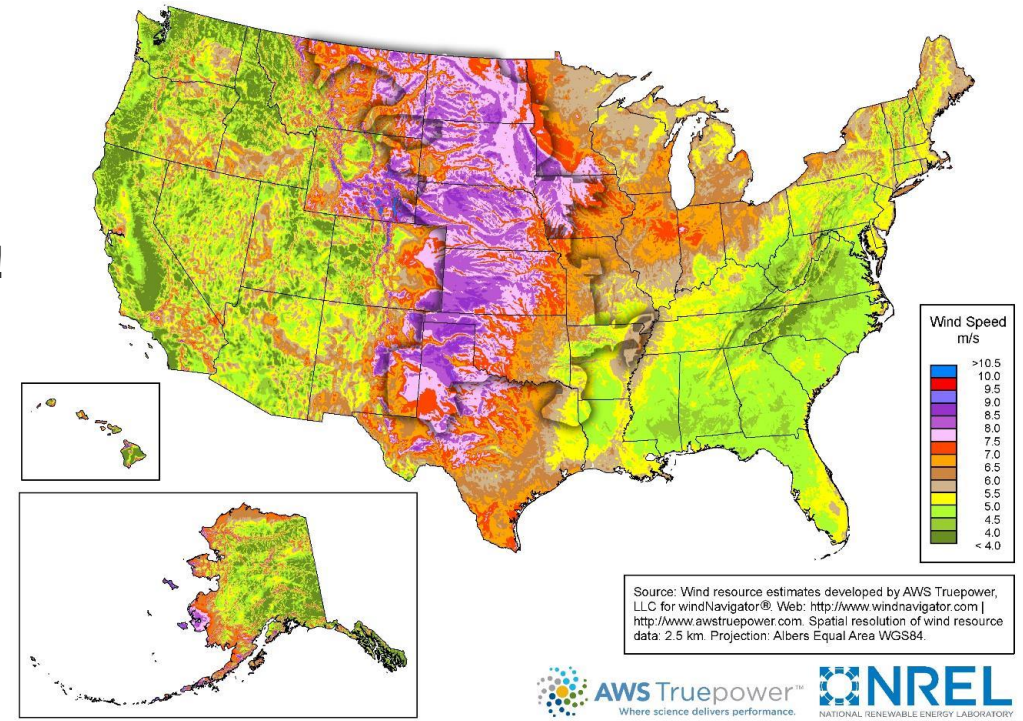 Wind Speed
m/s
>10.5
10.0
9.5
9.0
8.5
8.0
7.5
7.0
6.5
6.0
5.5
5.0
4.5
4.0
< 4.0
Source: Wind resource estimates developed by AWS Truepower,
LLC for windNavigator®. Web: http://www.windnavigator.com |
http://www.awstruepower.com. Spatial resolution of wind resource
data: 2.5 km. Projection: Albers Equal Area WGS84.
AWS Truepower™
Where science delivers performance.
NREL
NATIONAL RENEWABLE ENERGY LABORATORY